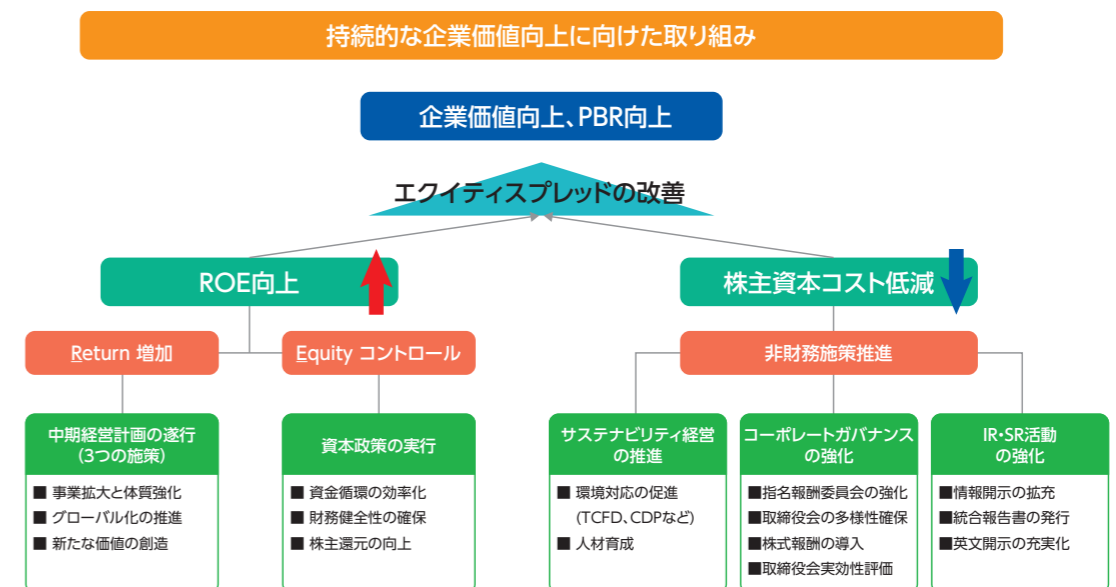 持続的な企業価値向上に向けた取り組み
企業価値向上、PBR向上
エクイティスプレッドの改善
ROE向上
株主資本コスト低減
Return 増加
Equity コントロール
非財務施策推進
中期経営計画の遂行
(3つの施策)
■ 事業拡大と体質強化
■ グローバル化の推進
■ 新たな価値の創造
資本政策の実行
■ 資金循環の効率化
■ 財務健全性の確保
■ 株主還元の向上
サステナビリティ経営
の推進
■ 環境対応の促進
(TCFD、CDPなど)
■ 人材育成
コーポレートガバナンス
の強化
■指名報酬委員会の強化
■取締役会の多様性確保
■株式報酬の導入
■取締役会実効性評価
IR・SR活動
の強化
■情報開示の拡充
■統合報告書の発行
■英文開示の充実化